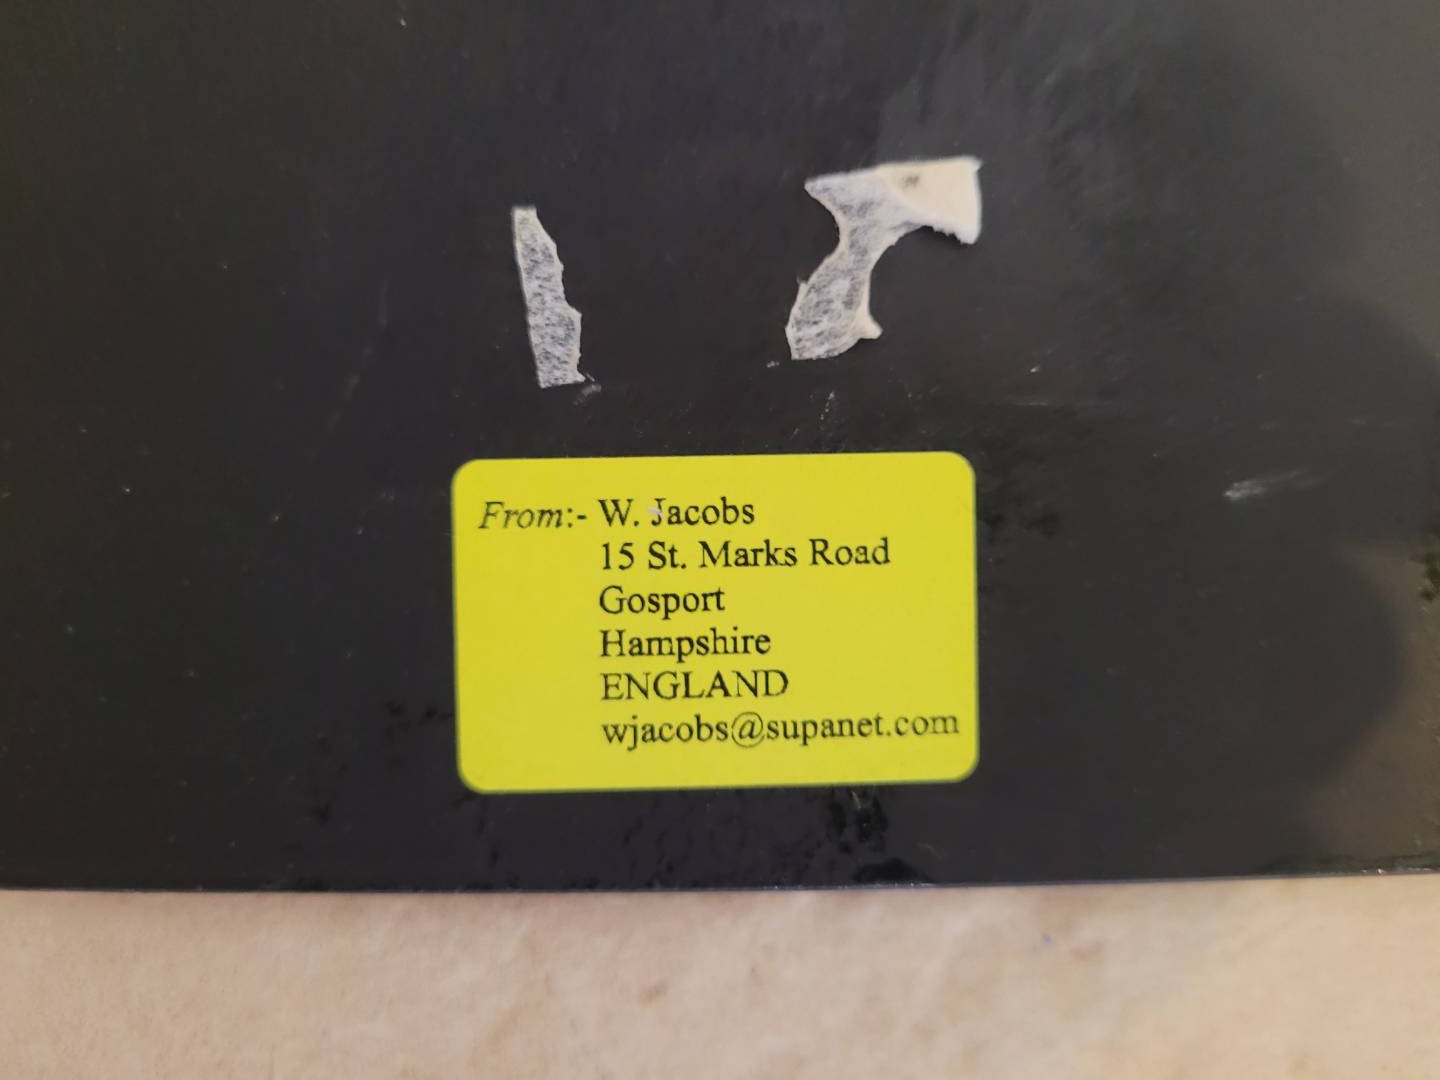 From:- W. Jacobs
15 St. Marks Road
Gosport
Hampshire
ENGLAND
wjacobs@supanet.com